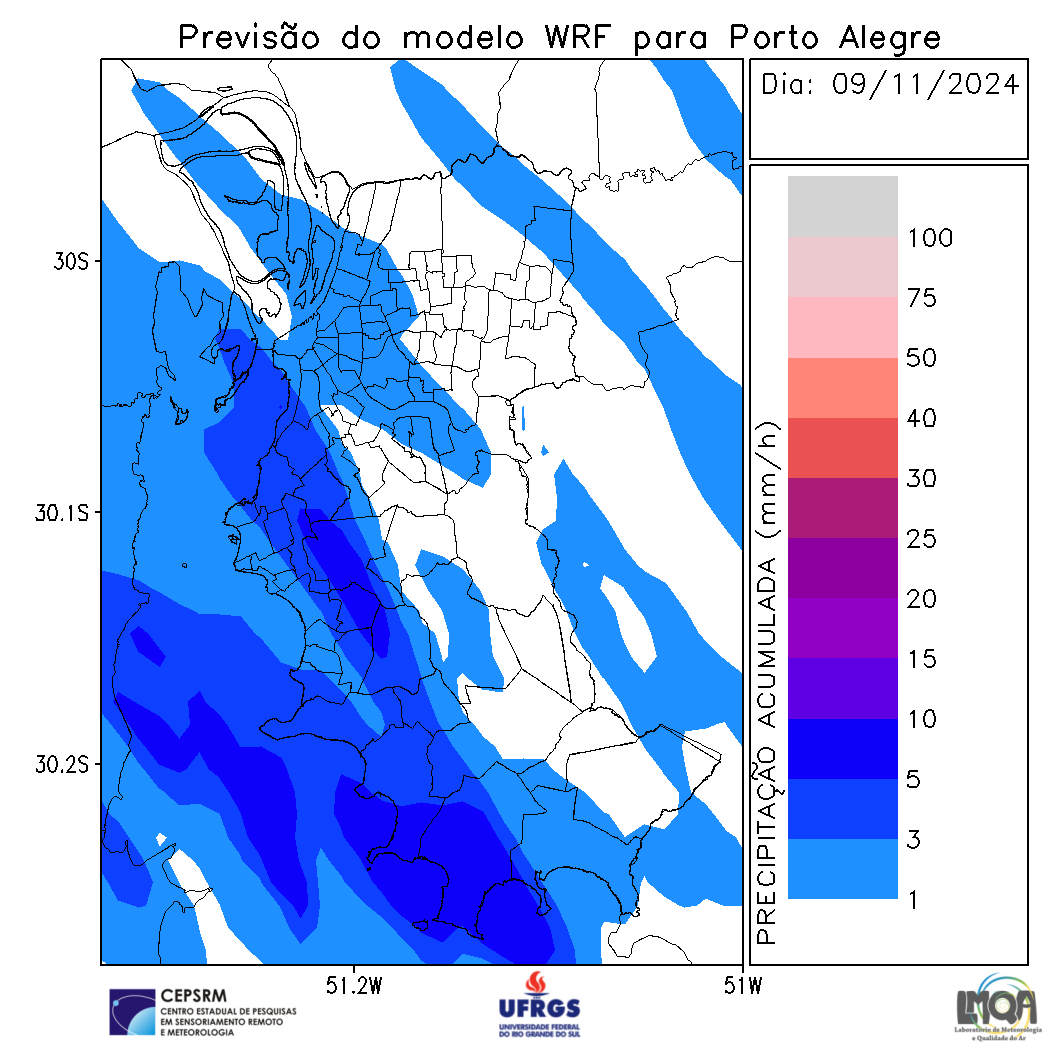 Previsão do modelo WRF para Porto Alegre
Dia: 09/11/2024
30S
30.1S
30.2S
51.2W
51W
PRECIPITAÇÃO ACUMULADA (mm/h)
100
75
50
40
30
25
20
15
10
5
3
1
CEPSRM
CENTRO ESTADUAL DE PESQUISAS
EM SENSORIAMENTO REMOTO
E METEOROLOGIA
UFRGS
UNIVERSIDADE FEDERAL
DO RIO GRANDE DO SUL
LMQA
Laboratório de Meteorologia
e Qualidade do Ar